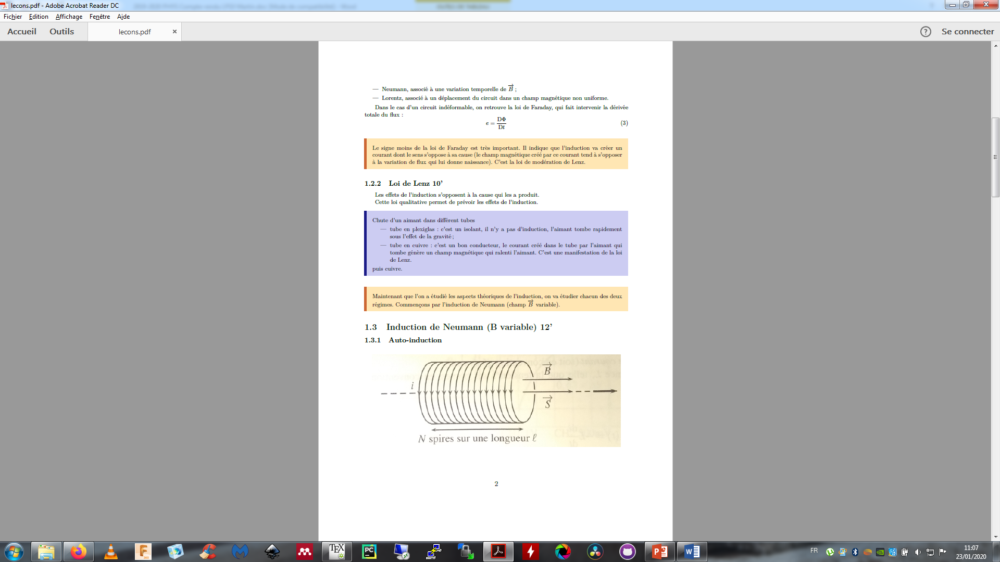 lecons.pdf - Adobe Acrobat Reader DC
Fichier Edition Affichage Fenêtre Aide
Accueil Outils lecons.pdf × ? Se connecter
— Neumann, associé à une variation temporelle de B ;
— Lorentz, associé à un déplacement du circuit dans un champ magnétique non uniforme.
Dans le cas d'un circuit indéformable, on retrouve la loi de Faraday, qui fait intervenir la dérivée
totale du flux :
e = DΦ/Dt (3)
Le signe moins de la loi de Faraday est très important. Il indique que l'induction va créer un
courant dont le sens s'oppose à sa cause (le champ magnétique créé par ce courant tend à s'opposer
à la variation de flux qui lui donne naissance). C'est la loi de modération de Lenz.
1.2.2 Loi de Lenz 10'
Les effets de l'induction s'opposent à la cause qui les a produit.
Cette loi qualitative permet de prévoir les effets de l'induction.
Chute d'un aimant dans différent tubes
— tube en plexiglas : c'est un isolant, il n'y a pas d'induction, l'aimant tombe rapidement
sous l'effet de la gravité ;
— tube en cuivre : c'est un bon conducteur, le courant créé dans le tube par l'aimant qui
tombe génère un champ magnétique qui ralenti l'aimant. C'est une manifestation de la loi
de Lenz.
puis cuivre.
Maintenant que l'on a étudié les aspects théoriques de l'induction, on va étudier chacun des deux
régimes. Commençons par l'induction de Neumann (champ B variable).
1.3 Induction de Neumann (B variable) 12'
1.3.1 Auto-induction
B
i
S
N spires sur une longueur ℓ
2
FR
11:07
23/01/2020